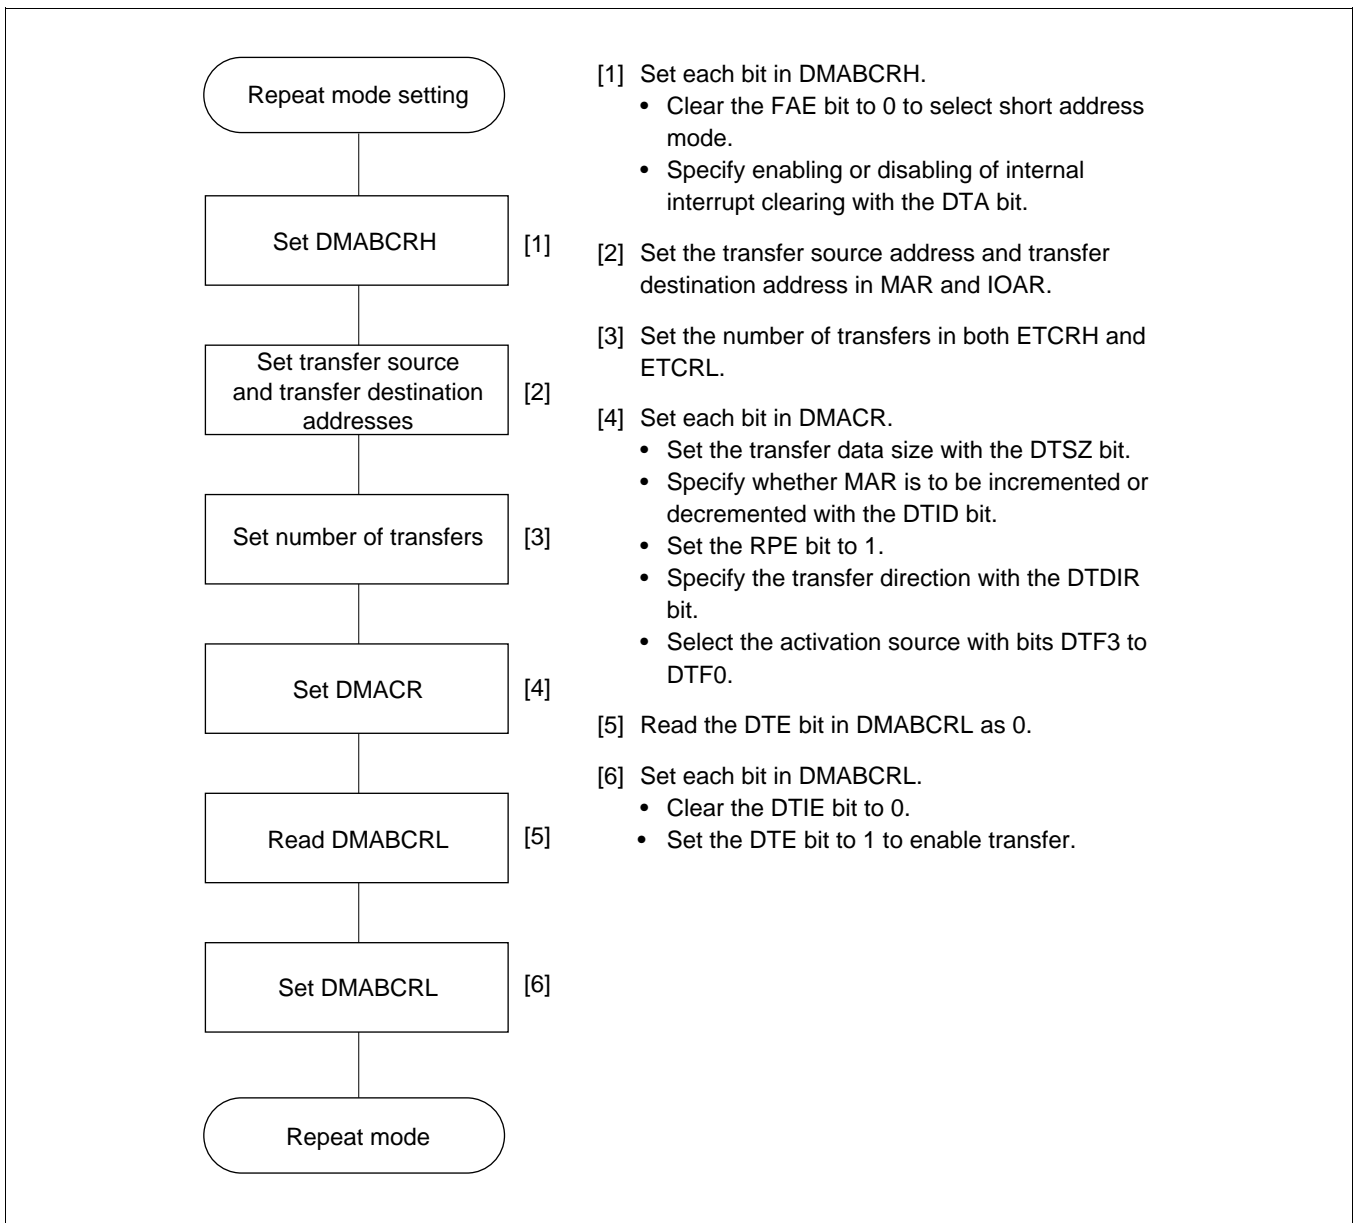 Repeat mode setting
Set DMABCRH [1]
Set transfer source
and transfer destination
addresses
[2]
Set number of transfers [3]
Set DMACR [4]
Read DMABCRL [5]
Set DMABCRL [6]
Repeat mode
[1] Set each bit in DMABCRH.
• Clear the FAE bit to 0 to select short address
mode.
• Specify enabling or disabling of internal
interrupt clearing with the DTA bit.
[2] Set the transfer source address and transfer
destination address in MAR and IOAR.
[3] Set the number of transfers in both ETCRH and
ETCRL.
[4] Set each bit in DMACR.
• Set the transfer data size with the DTSZ bit.
• Specify whether MAR is to be incremented or
decremented with the DTID bit.
• Set the RPE bit to 1.
• Specify the transfer direction with the DTDIR
bit.
• Select the activation source with bits DTF3 to
DTF0.
[5] Read the DTE bit in DMABCRL as 0.
[6] Set each bit in DMABCRL.
• Clear the DTIE bit to 0.
• Set the DTE bit to 1 to enable transfer.